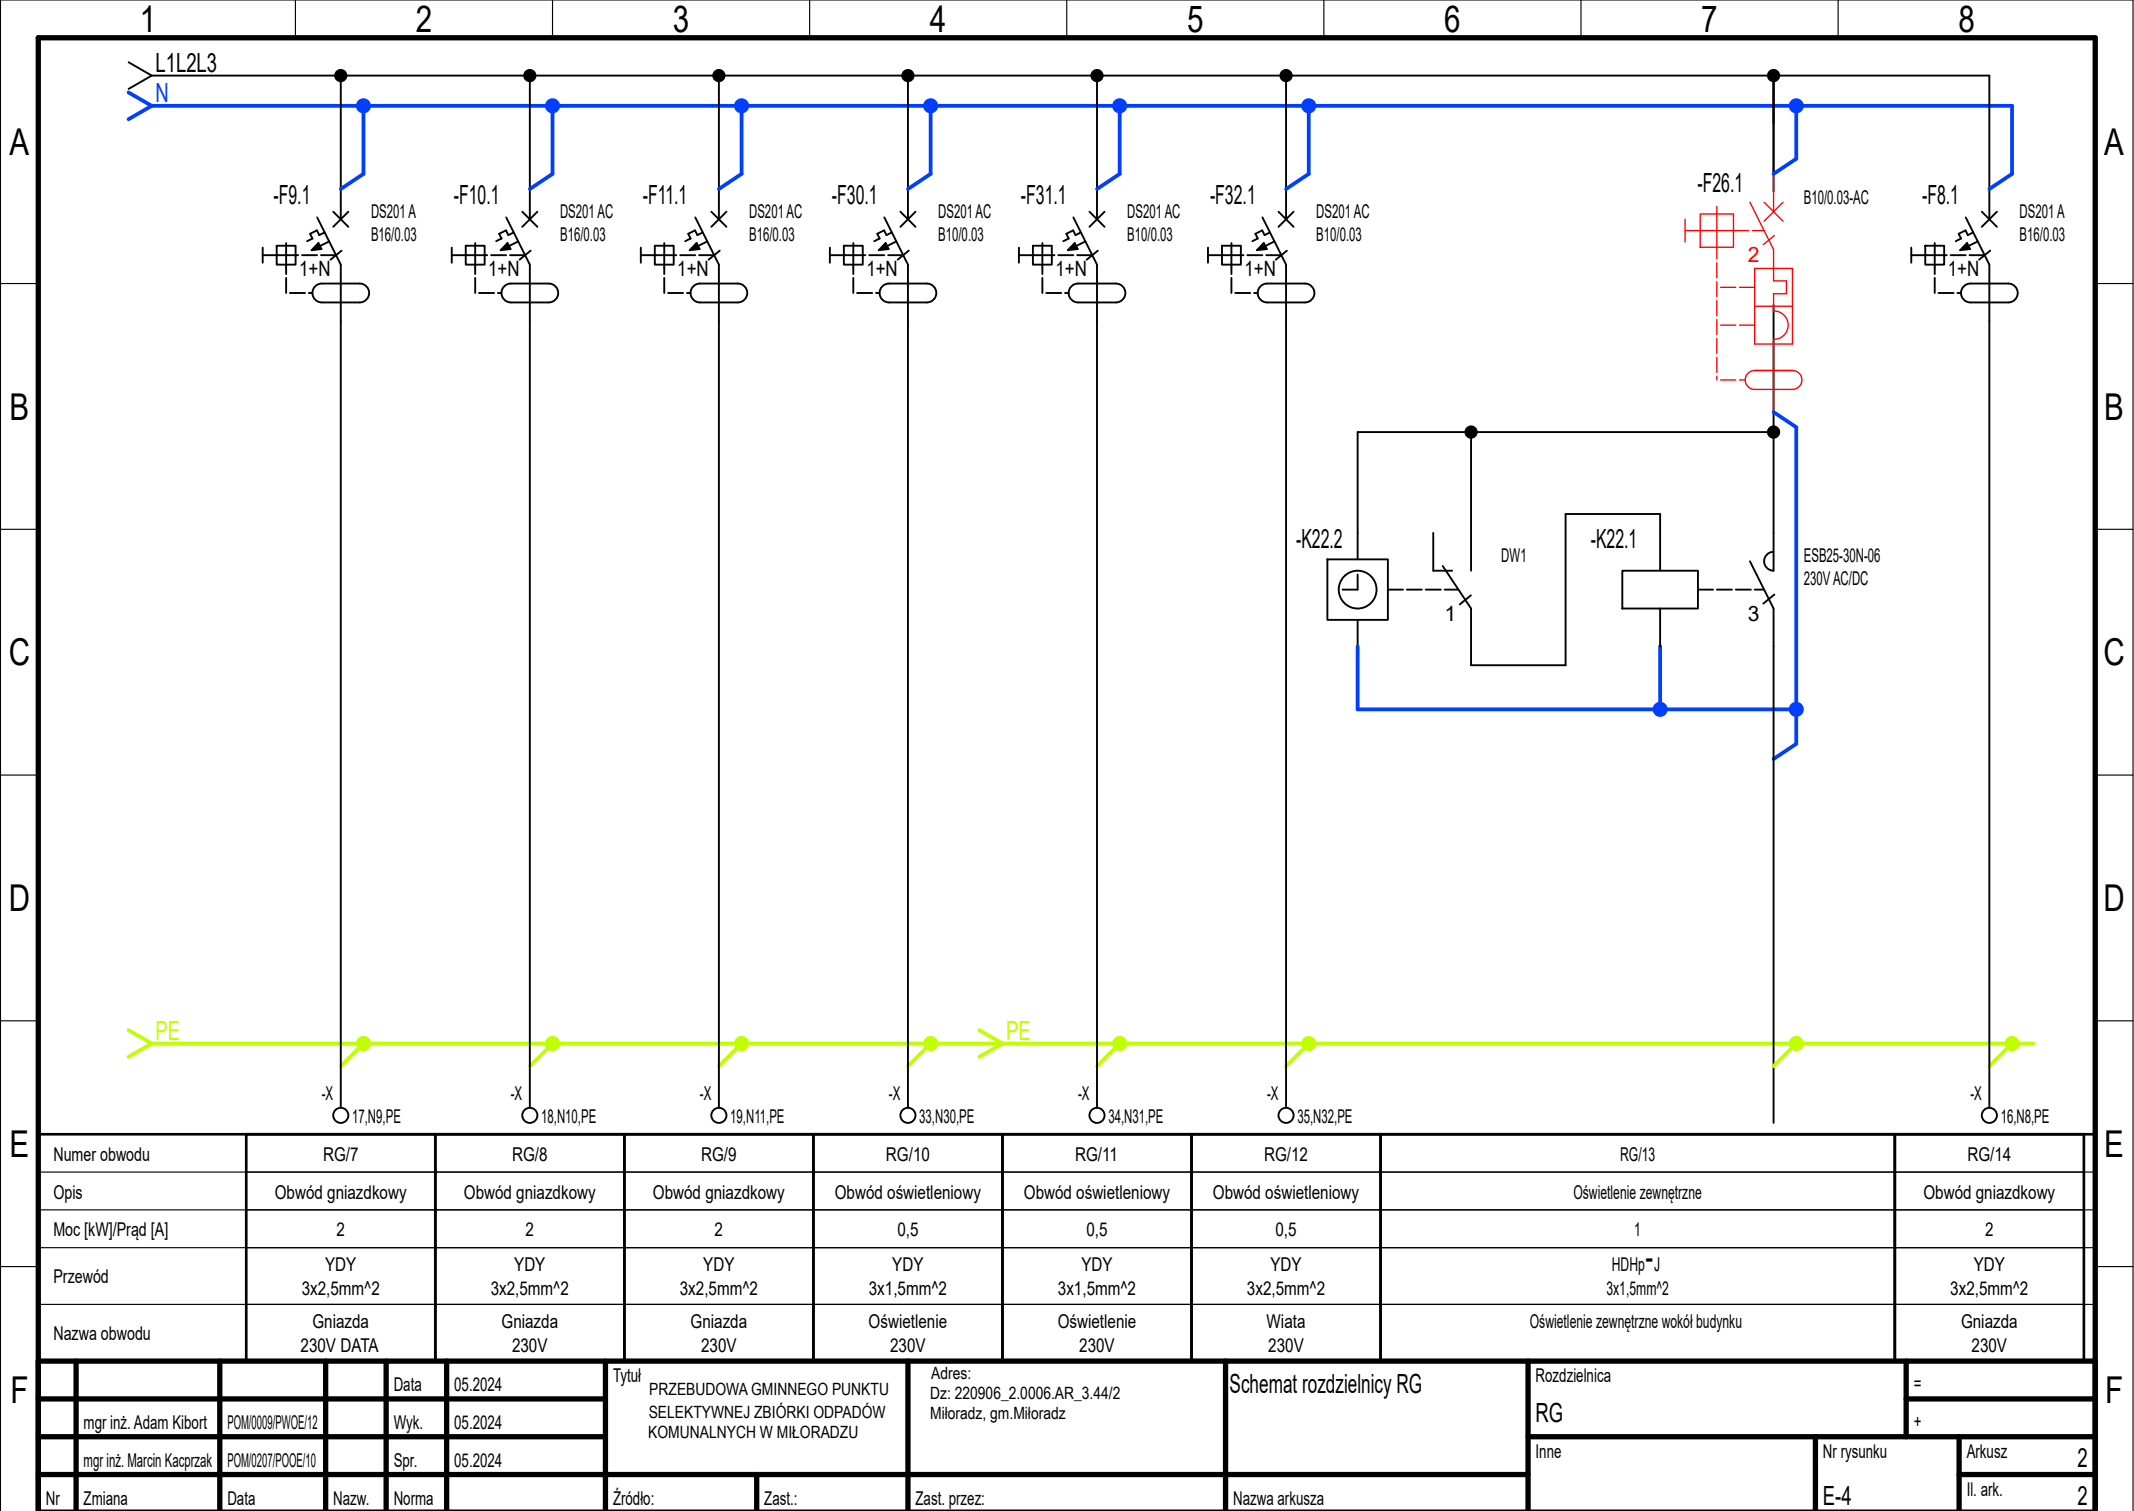 1 2 3 4 5 6 7 8
L1L2L3
N
A A
-F9.1
DS201 A
B16/0.03
1+N
-F10.1
DS201 AC
B16/0.03
1+N
-F11.1
DS201 AC
B16/0.03
1+N
-F30.1
DS201 AC
B10/0.03
1+N
-F31.1
DS201 AC
B10/0.03
1+N
-F32.1
DS201 AC
B10/0.03
1+N
-F26.1
B10/0.03-AC
2
-F8.1
DS201 A
B16/0.03
1+N
B B
-K22.2
DW1
1
-K22.1
ESB25-30N-06
230V AC/DC
3
C C
D D
PE PE
-X 17,N9,PE
-X 18,N10,PE
-X 19,N11,PE
-X 33,N30,PE
-X 34,N31,PE
-X 35,N32,PE
-X 16,N8,PE
E E
Numer obwodu RG/7 RG/8 RG/9 RG/10 RG/11 RG/12 RG/13 RG/14
Opis Obwód gniazdkowy Obwód gniazdkowy Obwód gniazdkowy Obwód oświetleniowy Obwód oświetleniowy Obwód oświetleniowy Oświetlenie zewnętrzne Obwód gniazdkowy
Moc [kW]/Prąd [A] 2 2 2 0,5 0,5 0,5 1 2
Przewód YDY YDY YDY YDY YDY YDY HDHp-J YDY
3x2,5mm^2 3x2,5mm^2 3x2,5mm^2 3x1,5mm^2 3x1,5mm^2 3x2,5mm^2 3x1,5mm^2 3x2,5mm^2
Nazwa obwodu Gniazda Gniazda Gniazda Oświetlenie Oświetlenie Wiata Oświetlenie zewnętrzne wokół budynku Gniazda
230V DATA 230V 230V 230V 230V 230V 230V
F F
Data 05.2024
mgr inż. Adam Kibort POM/0009/PWOE/12 Wyk. 05.2024
mgr inż. Marcin Kacprzak POM/0207/POOE/10 Spr. 05.2024
Nr Zmiana Data Nazw. Norma
Tytuł
PRZEBUDOWA GMINNEGO PUNKTU
SELEKTYWNEJ ZBIÓRKI ODPADÓW
KOMUNALNYCH W MIŁORADZU
Źródło: Zast.: Zast. przez:
Adres:
Dz: 220906_2.0006.AR_3.44/2
Miłoradz, gm.Miłoradz
Schemat rozdzielnicy RG
Nazwa arkusza
Rozdzielnica
RG
=
+
Inne
Nr rysunku
E-4
Arkusz 2
Il. ark. 2